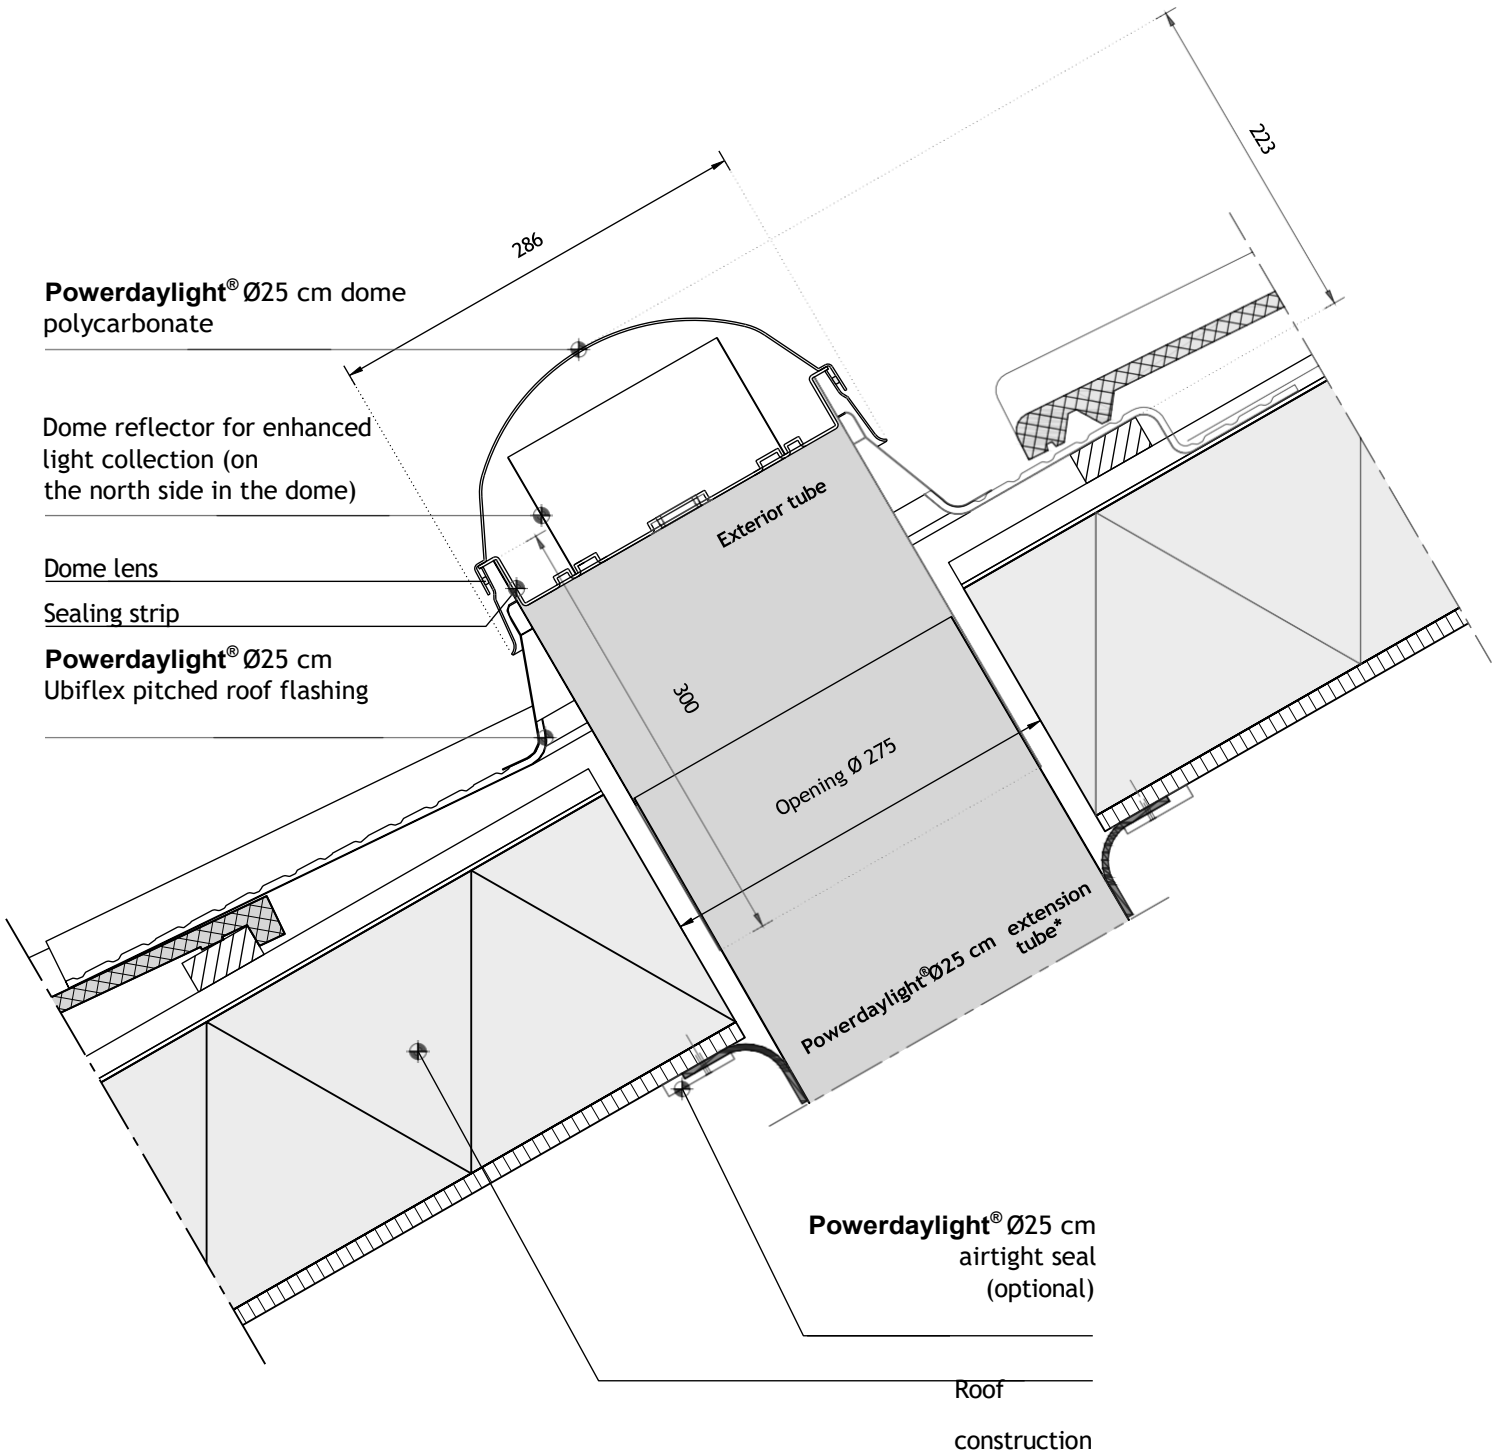 223
286
Powerdaylight® Ø25 cm dome
polycarbonate
Dome reflector for enhanced
light collection (on
the north side in the dome)
Exterior tube
Dome lens
Sealing strip
Powerdaylight® Ø25 cm
Ubiflex pitched roof flashing
300
Opening Ø 275
Powerdaylight® Ø25 cm extension
tube*
Powerdaylight® Ø25 cm
airtight seal
(optional)
Roof
construction